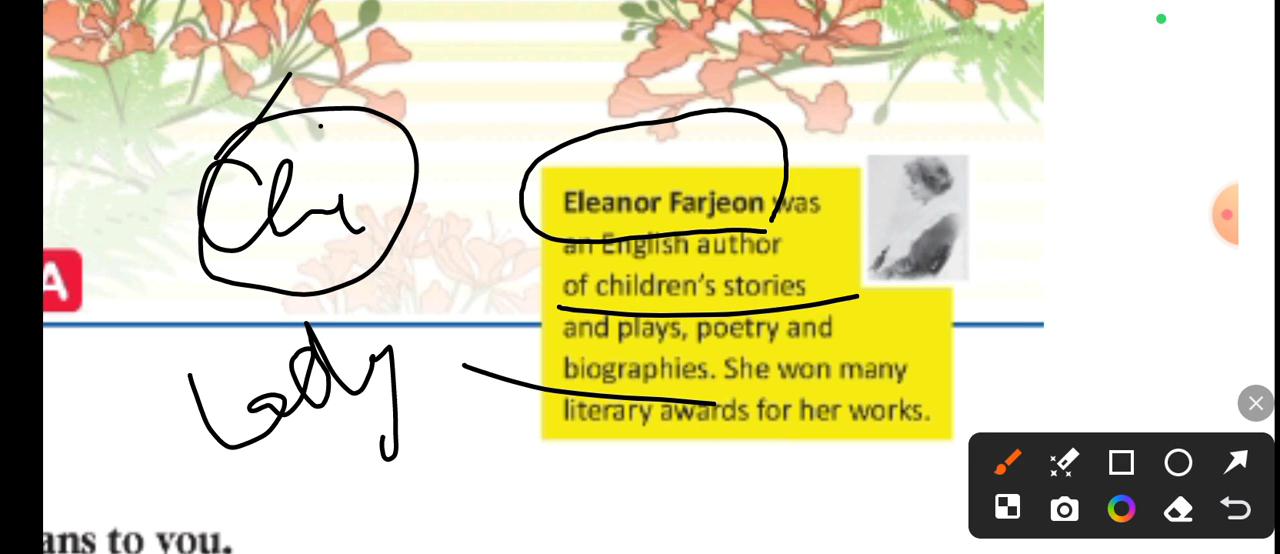 Eleanor Farjeon was
an English author
of children's stories
and plays, poetry and
biographies. She won many
literary awards for her works.
A
Lady
ans to you.